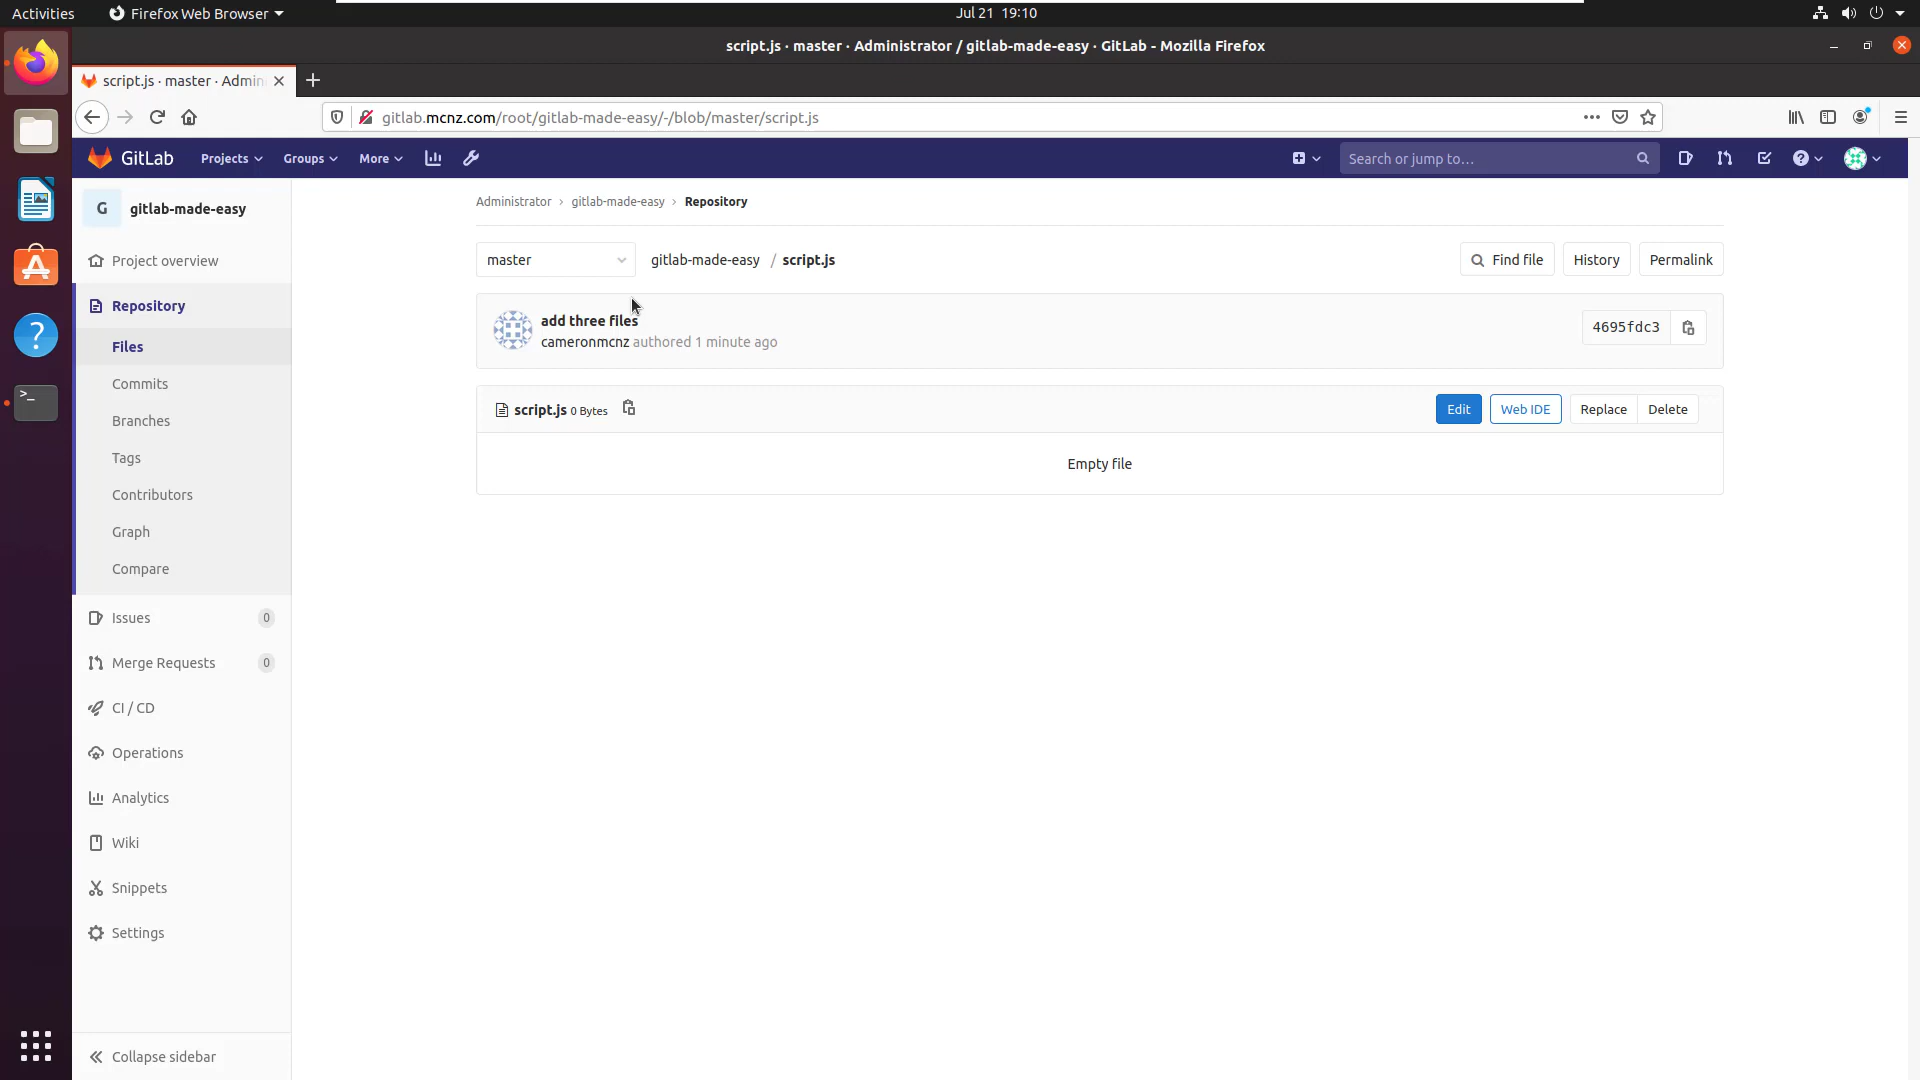 Activities Firefox Web Browser Jul 21 19:10
script.js · master · Administrator / gitlab-made-easy · GitLab - Mozilla Firefox
script.js · master · Admin
gitlab.mcnz.com/root/gitlab-made-easy/-/blob/master/script.js
GitLab Projects Groups More Search or jump to...
G gitlab-made-easy
Project overview
Repository
Files
Commits
Branches
Tags
Contributors
Graph
Compare
Issues 0
Merge Requests 0
CI / CD
Operations
Analytics
Wiki
Snippets
Settings
Collapse sidebar
Administrator › gitlab-made-easy › Repository
master gitlab-made-easy / script.js Find file History Permalink
add three files
cameronmcnz authored 1 minute ago
4695fdc3
script.js 0 Bytes Edit Web IDE Replace Delete
Empty file